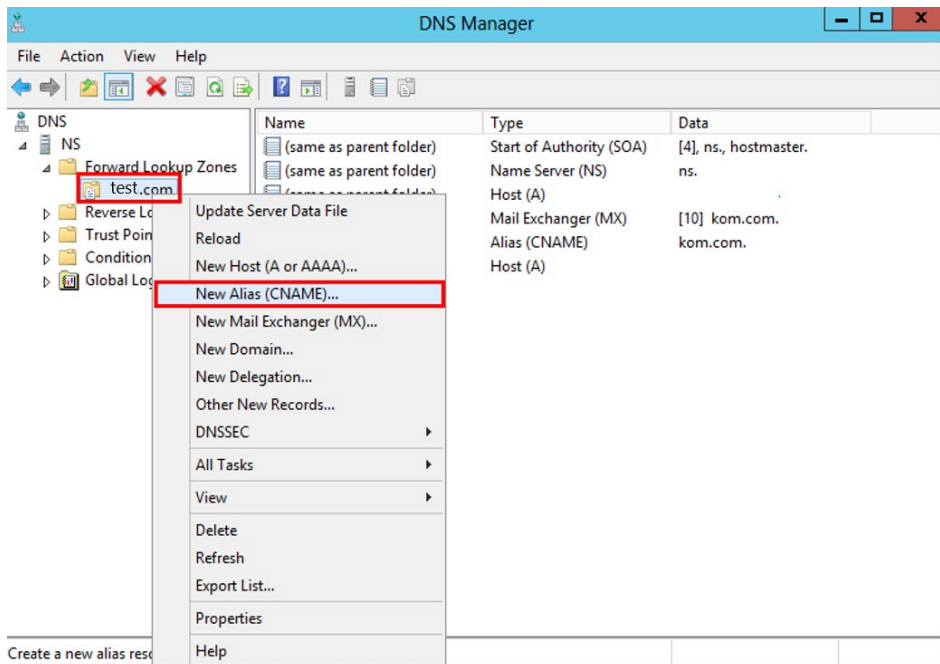 DNS Manager
File Action View Help
DNS
NS
Forward Lookup Zones
test.com
Reverse Lo
Trust Poin
Condition
Global Log
Name Type Data
(same as parent folder) Start of Authority (SOA) [4], ns., hostmaster.
(same as parent folder) Name Server (NS) ns.
(same as parent folder) Host (A)
Mail Exchanger (MX) [10] kom.com.
Alias (CNAME) kom.com.
Host (A)
Update Server Data File
Reload
New Host (A or AAAA)...
New Alias (CNAME)...
New Mail Exchanger (MX)...
New Domain...
New Delegation...
Other New Records...
DNSSEC
All Tasks
View
Delete
Refresh
Export List...
Properties
Help
Create a new alias reso